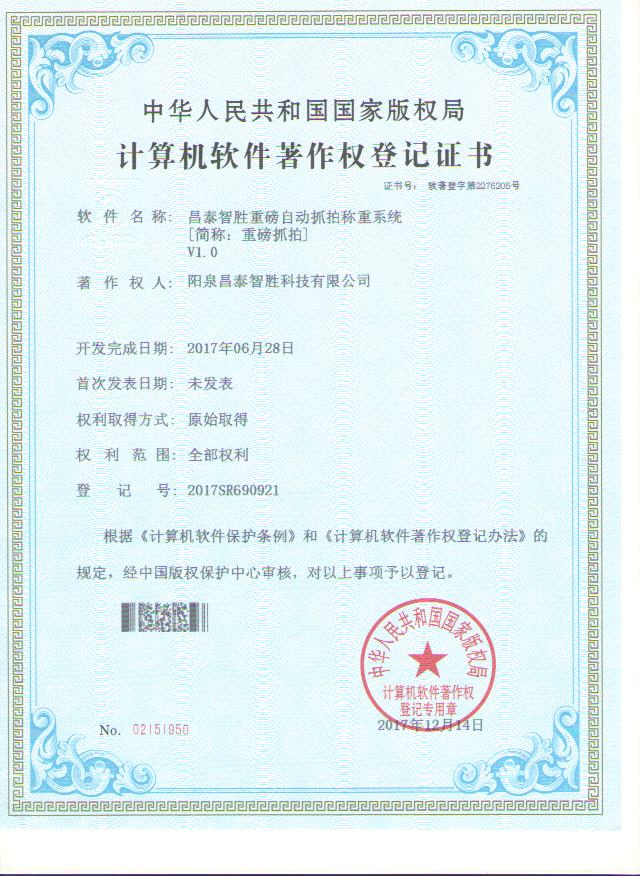 中华人民共和国国家版权局
计算机软件著作权登记证书
证书号： 软著登字第2276205号
软件名称： 昌泰智胜重磅自动抓拍称重系统
[简称：重磅抓拍]
V1.0
著作权人： 阳泉昌泰智胜科技有限公司
开发完成日期： 2017年06月28日
首次发表日期： 未发表
权利取得方式： 原始取得
权利范围： 全部权利
登记号： 2017SR690921
根据《计算机软件保护条例》和《计算机软件著作权登记办法》的
规定，经中国版权保护中心审核，对以上事项予以登记。
中华人民共和国国家版权局
计算机软件著作权
登记专用章
2017年12月14日
No. 02151950